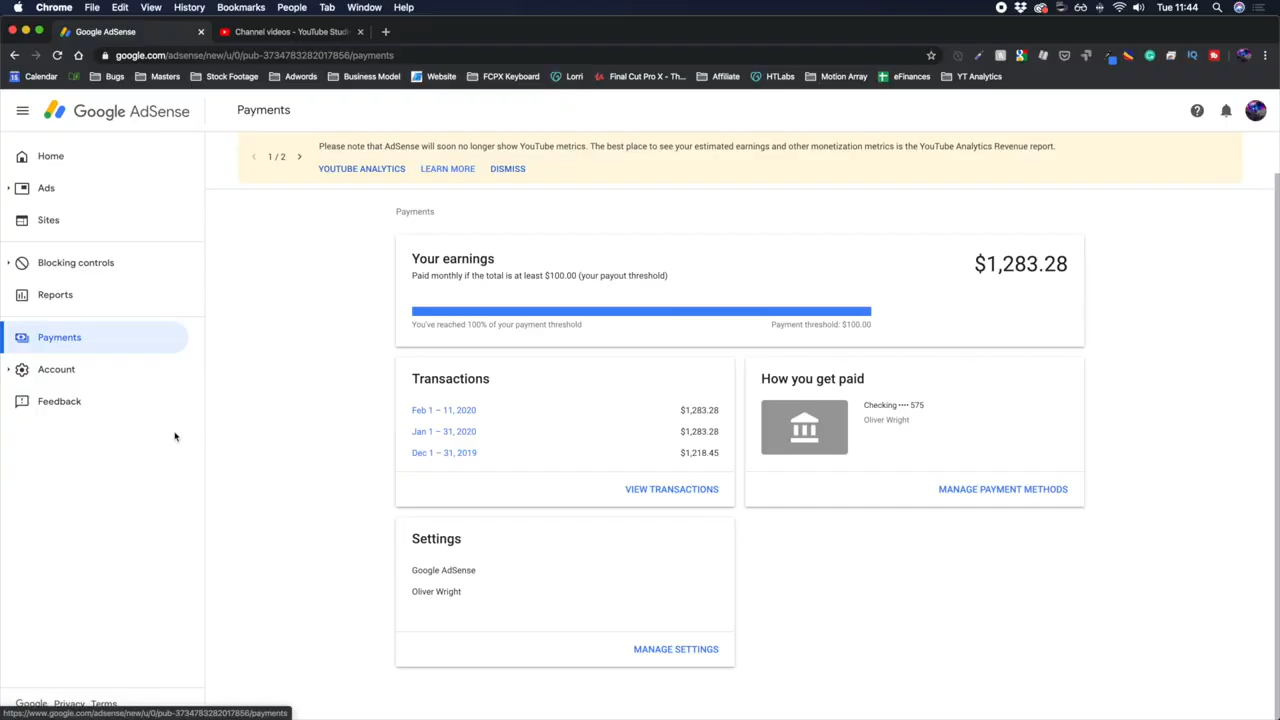 Chrome File Edit View History Bookmarks People Tab Window Help Tue 11:44
Google AdSense Channel videos - YouTube Studi
google.com/adsense/new/u/0/pub-3734783282017856/payments
Calendar Bugs Masters Stock Footage Adwords Business Model Website FCPX Keyboard Lorri Final Cut Pro X - Th... Affiliate HTLabs Motion Array eFinances YT Analytics
Google AdSense
Payments
Home
Ads
Sites
Blocking controls
Reports
Payments
Account
Feedback
1 / 2
Please note that AdSense will soon no longer show YouTube metrics. The best place to see your estimated earnings and other monetization metrics is the YouTube Analytics Revenue report.
YOUTUBE ANALYTICS LEARN MORE DISMISS
Payments
Your earnings
$1,283.28
Paid monthly if the total is at least $100.00 (your payout threshold)
You've reached 100% of your payment threshold Payment threshold: $100.00
Transactions
Feb 1 – 11, 2020 $1,283.28
Jan 1 – 31, 2020 $1,283.28
Dec 1 – 31, 2019 $1,218.45
VIEW TRANSACTIONS
How you get paid
Checking •••• 575
Oliver Wright
MANAGE PAYMENT METHODS
Settings
Google AdSense
Oliver Wright
MANAGE SETTINGS
Google Privacy Terms
https://www.google.com/adsense/new/u/0/pub-3734783282017856/payments